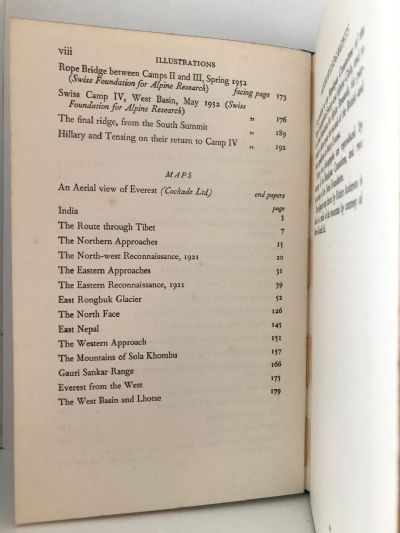 viii
ILLUSTRATIONS
Rope Bridge between Camps II and III, Spring 1952
(Swiss Foundation for Alpine Research) facing page 173
Swiss Camp IV, West Basin, May 1952 (Swiss
Foundation for Alpine Research) " 176
The final ridge, from the South Summit " 189
Hillary and Tensing on their return to Camp IV " 192
MAPS
An Aerial view of Everest (Cockade Ltd) end papers
page
India 3
The Route through Tibet 7
The Northern Approaches 15
The North-west Reconnaissance, 1921 20
The Eastern Approaches 31
The Eastern Reconnaissance, 1921 39
East Rongbuk Glacier 52
The North Face 126
East Nepal 145
The Western Approach 151
The Mountains of Sola Khombu 157
Gauri Sankar Range 166
Everest from the West 175
The West Basin and Lhotse 179